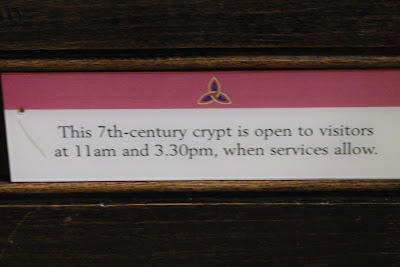 This 7th-century crypt is open to visitors
at 11am and 3.30pm, when services allow.